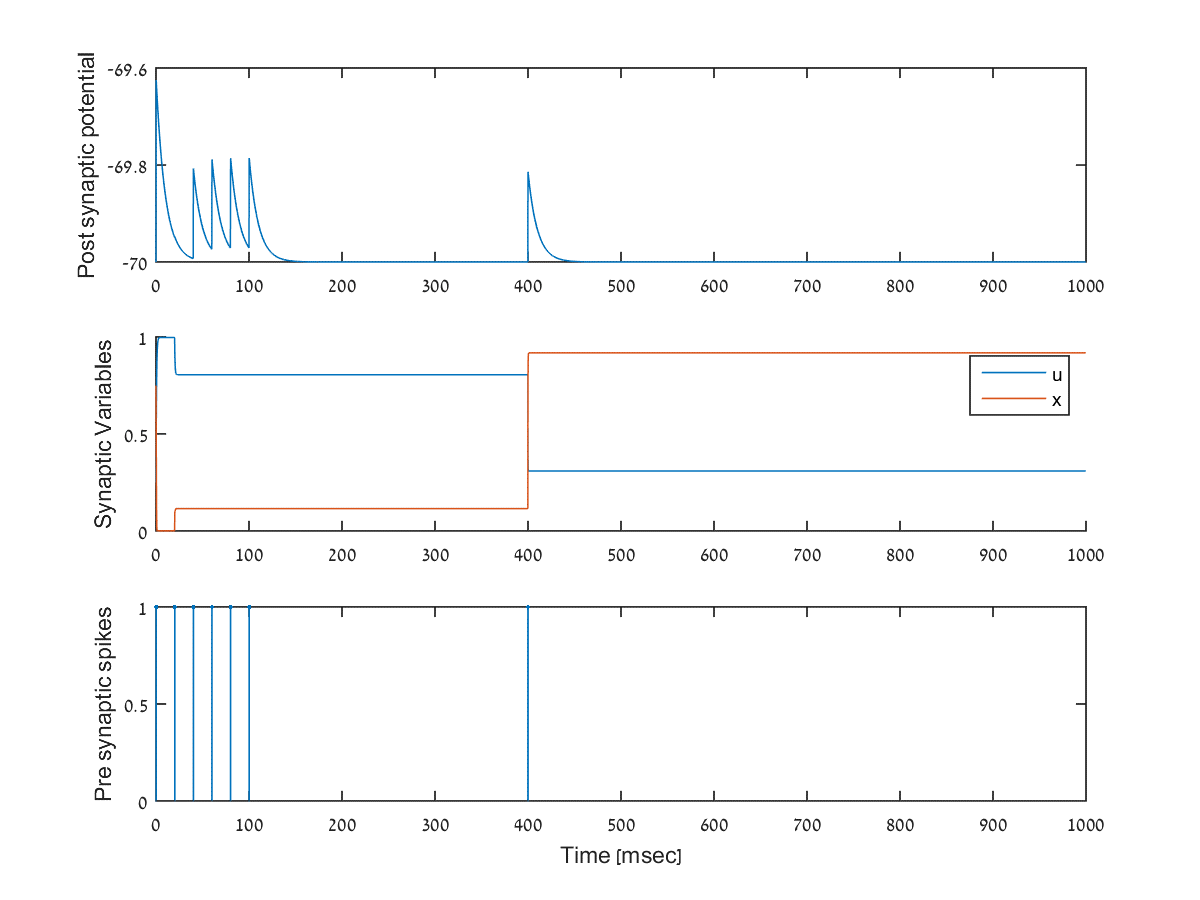 Post synaptic potential
-69.6
-69.8
-70
0 100 200 300 400 500 600 700 800 900 1000
Synaptic Variables
1
0.5
0
u
x
0 100 200 300 400 500 600 700 800 900 1000
Pre synaptic spikes
1
0.5
0
0 100 200 300 400 500 600 700 800 900 1000
Time [msec]